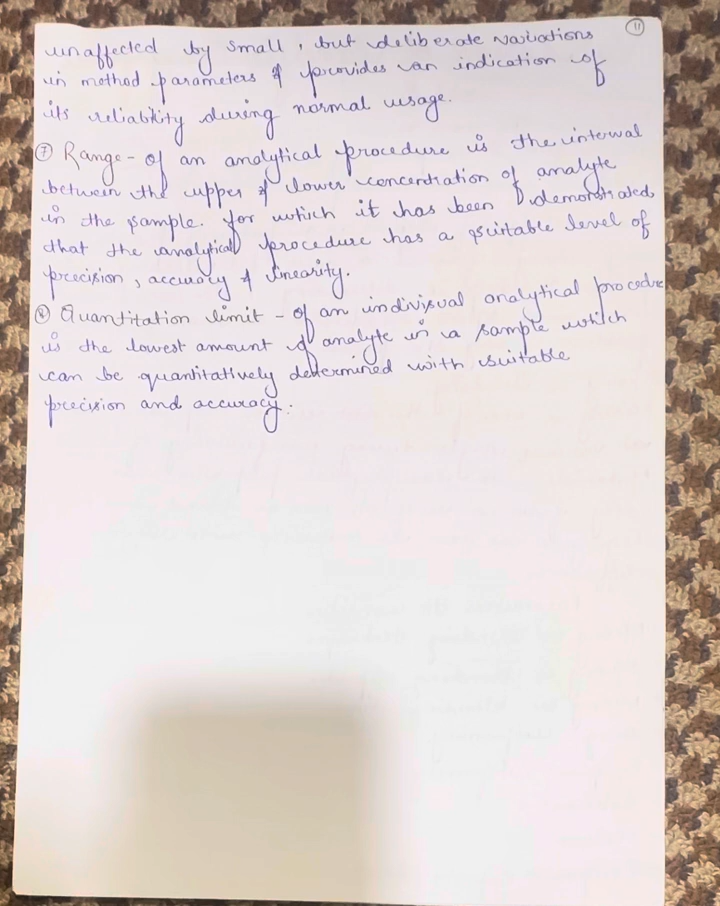 11
unaffected by small, but deliberate variations
in method parameters & provides an indication of
its reliability during normal usage.
⑦ Range - of an analytical procedure is the interval
between the upper & lower concentration of analyte
in the sample. for which it has been demonstrated
that the analytical procedure has a suitable level of
precision, accuracy & linearity.
⑧ Quantitation limit - of an indivisual analytical procedure
is the lowest amount of analyte in a sample which
can be quantitatively determined with suitable
precision and accuracy.